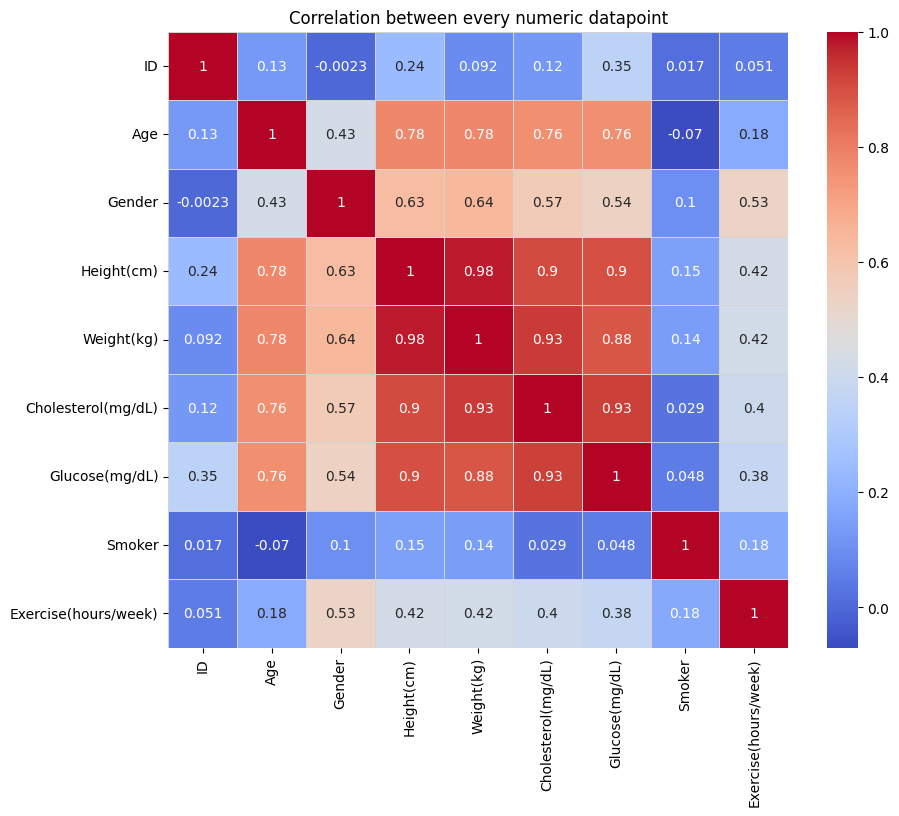 Correlation between every numeric datapoint
ID 1 0.13 -0.0023 0.24 0.092 0.12 0.35 0.017 0.051
Age 0.13 1 0.43 0.78 0.78 0.76 0.76 -0.07 0.18
Gender -0.0023 0.43 1 0.63 0.64 0.57 0.54 0.1 0.53
Height(cm) 0.24 0.78 0.63 1 0.98 0.9 0.9 0.15 0.42
Weight(kg) 0.092 0.78 0.64 0.98 1 0.93 0.88 0.14 0.42
Cholesterol(mg/dL) 0.12 0.76 0.57 0.9 0.93 1 0.93 0.029 0.4
Glucose(mg/dL) 0.35 0.76 0.54 0.9 0.88 0.93 1 0.048 0.38
Smoker 0.017 -0.07 0.1 0.15 0.14 0.029 0.048 1 0.18
Exercise(hours/week) 0.051 0.18 0.53 0.42 0.42 0.4 0.38 0.18 1
ID
Age
Gender
Height(cm)
Weight(kg)
Cholesterol(mg/dL)
Glucose(mg/dL)
Smoker
Exercise(hours/week)
1.0
0.8
0.6
0.4
0.2
0.0